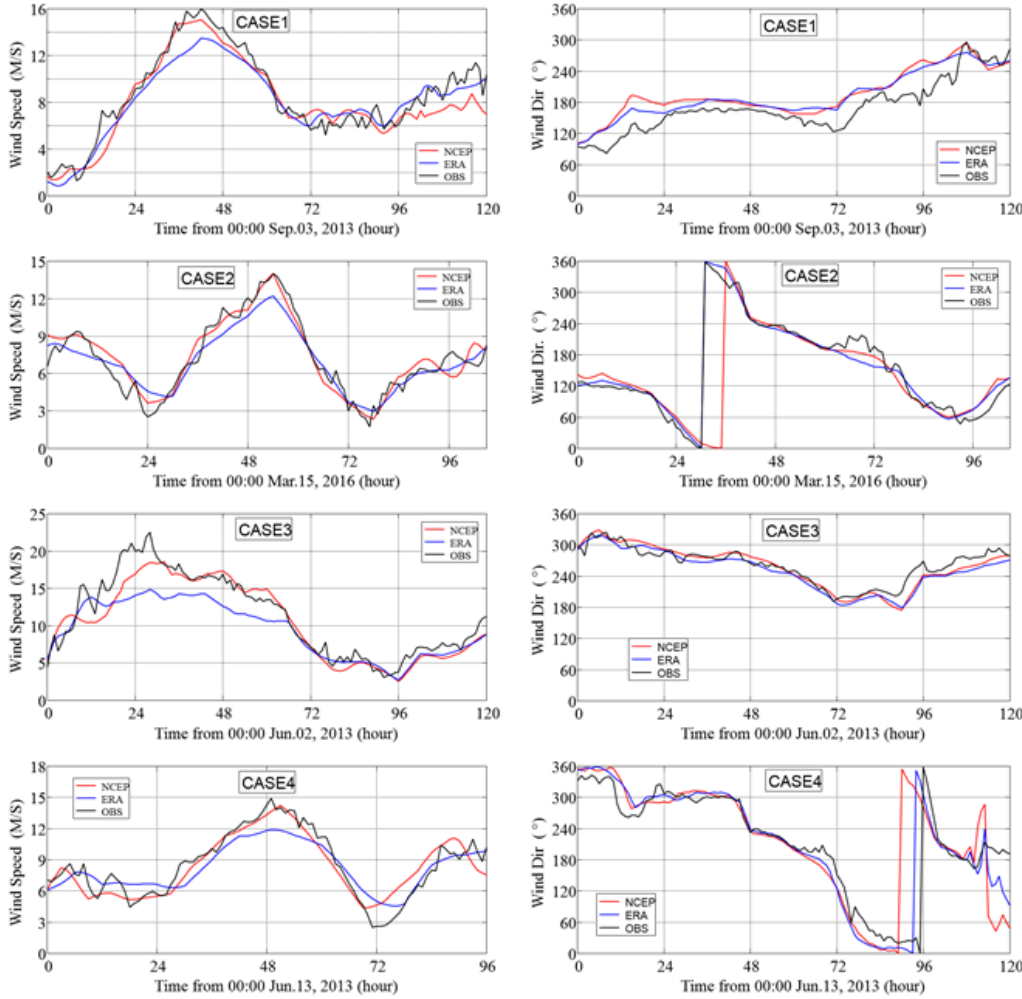 CASE1
Wind Speed (M/S)
16
12
8
4
0
NCEP
ERA
OBS
0 24 48 72 96 120
Time from 00:00 Sep.03, 2013 (hour)
CASE1
Wind Dir (°)
360
300
240
180
120
60
0
NCEP
ERA
OBS
0 24 48 72 96 120
Time from 00:00 Sep.03, 2013 (hour)
CASE2
Wind Speed (M/S)
15
12
9
6
3
0
NCEP
ERA
OBS
0 24 48 72 96
Time from 00:00 Mar.15, 2016 (hour)
CASE2
Wind Dir. (°)
360
300
240
180
120
60
0
NCEP
ERA
OBS
0 24 48 72 96
Time from 00:00 Mar.15, 2016 (hour)
CASE3
Wind Speed (M/S)
25
20
15
10
5
0
NCEP
ERA
OBS
0 24 48 72 96 120
Time from 00:00 Jun.02, 2013 (hour)
CASE3
Wind Dir (°)
360
300
240
180
120
60
0
NCEP
ERA
OBS
0 24 48 72 96 120
Time from 00:00 Jun.02, 2013 (hour)
CASE4
Wind Speed (M/S)
18
15
12
9
6
3
0
NCEP
ERA
OBS
0 24 48 72 96
Time from 00:00 Jun.13, 2013 (hour)
CASE4
Wind Dir (°)
360
300
240
180
120
60
0
NCEP
ERA
OBS
0 24 48 72 96 120
Time from 00:00 Jun.13, 2013 (hour)